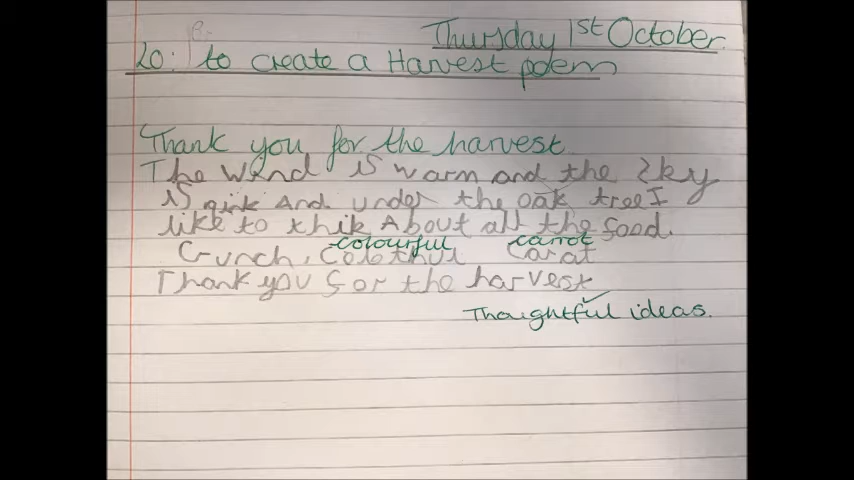 Thursday 1st October
LO: to create a Harvest poem
Thank you for the harvest
The wind is warm and the sky
is pink And under the oak tree I
like to thik About all the food.
colourful carrot
Crunch, Colethul Carat
Thank you for the harvest
Thoughtful ideas.